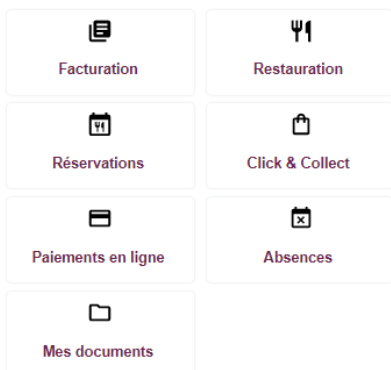 Facturation
Restauration
Réservations
Click & Collect
Paiements en ligne
Absences
Mes documents